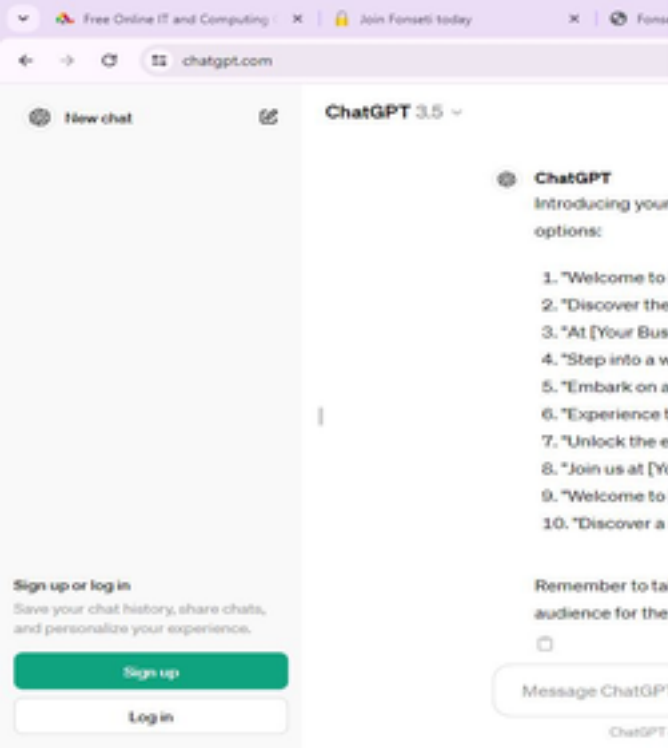 Free Online IT and Computing
Join Fonseti today
Fonse
chatgpt.com
New chat
ChatGPT 3.5
ChatGPT
Introducing your
options:
1. "Welcome to
2. "Discover the
3. "At [Your Bus
4. "Step into a w
5. "Embark on a
6. "Experience t
7. "Unlock the e
8. "Join us at [Yo
9. "Welcome to
10. "Discover a
Remember to ta
audience for the
Sign up or log in
Save your chat history, share chats,
and personalize your experience.
Sign up
Log in
Message ChatGPT
ChatGPT